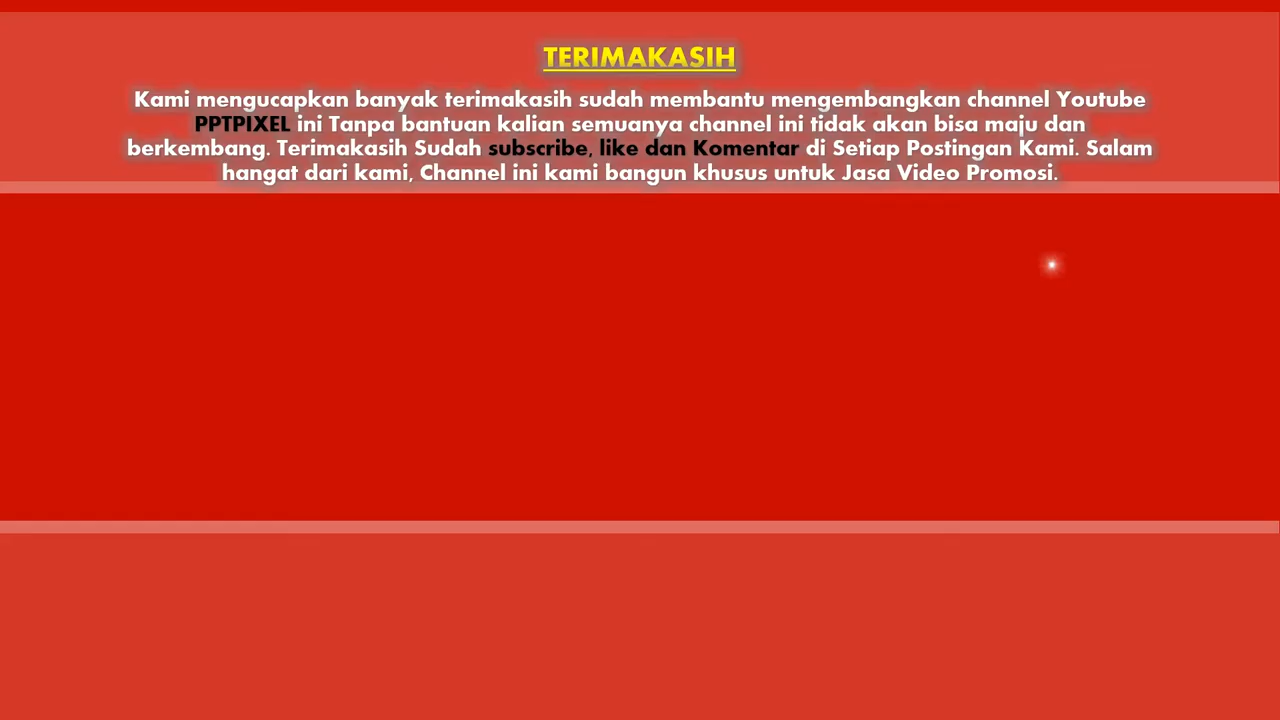 TERIMAKASIH
Kami mengucapkan banyak terimakasih sudah membantu mengembangkan channel Youtube
PPTPIXEL ini Tanpa bantuan kalian semuanya channel ini tidak akan bisa maju dan
berkembang. Terimakasih Sudah subscribe, like dan Komentar di Setiap Postingan Kami. Salam
hangat dari kami, Channel ini kami bangun khusus untuk Jasa Video Promosi.